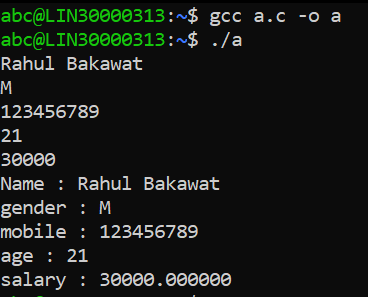 abc@LIN30000313:~$ gcc a.c -o a
abc@LIN30000313:~$ ./a
Rahul Bakawat
M
123456789
21
30000
Name : Rahul Bakawat
gender : M
mobile : 123456789
age : 21
salary : 30000.000000